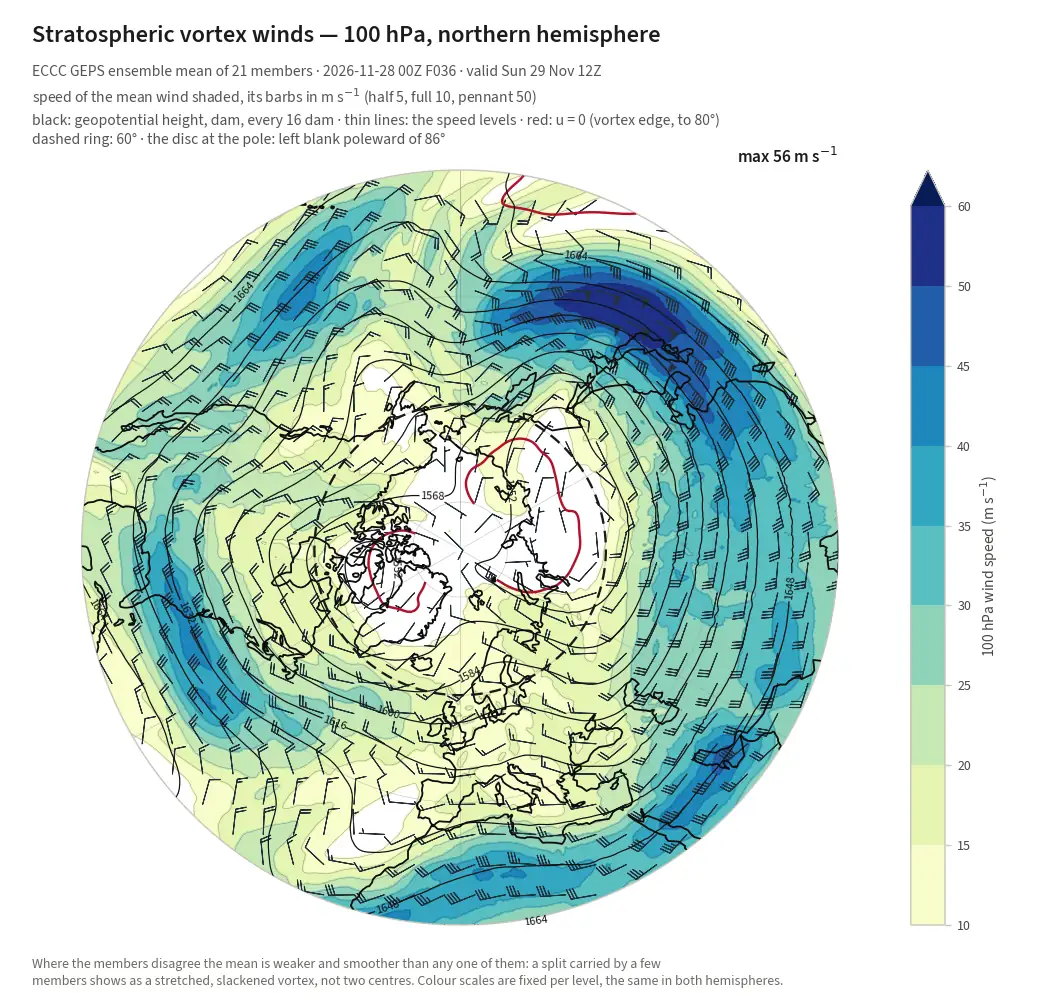 Stratospheric vortex winds — 100 hPa, northern hemisphere
ECCC GEPS ensemble mean of 21 members · 2026-11-28 00Z F036 · valid Sun 29 Nov 12Z
speed of the mean wind shaded, its barbs in m s⁻¹ (half 5, full 10, pennant 50)
black: geopotential height, dam, every 16 dam · thin lines: the speed levels · red: u = 0 (vortex edge, to 80°)
dashed ring: 60° · the disc at the pole: left blank poleward of 86°
max 56 m s⁻¹
60
50
45
40
35
30
25
20
15
10
100 hPa wind speed (m s⁻¹)
1664
1664
1568
1648
1584
1600
1616
1648
1664
Where the members disagree the mean is weaker and smoother than any one of them: a split carried by a few
members shows as a stretched, slackened vortex, not two centres. Colour scales are fixed per level, the same in both hemispheres.